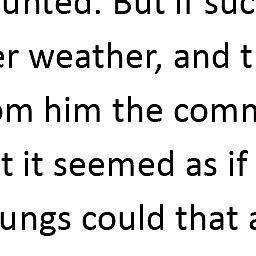 unted. But if suc
er weather, and t
om him the comm
t it seemed as if
ungs could that a